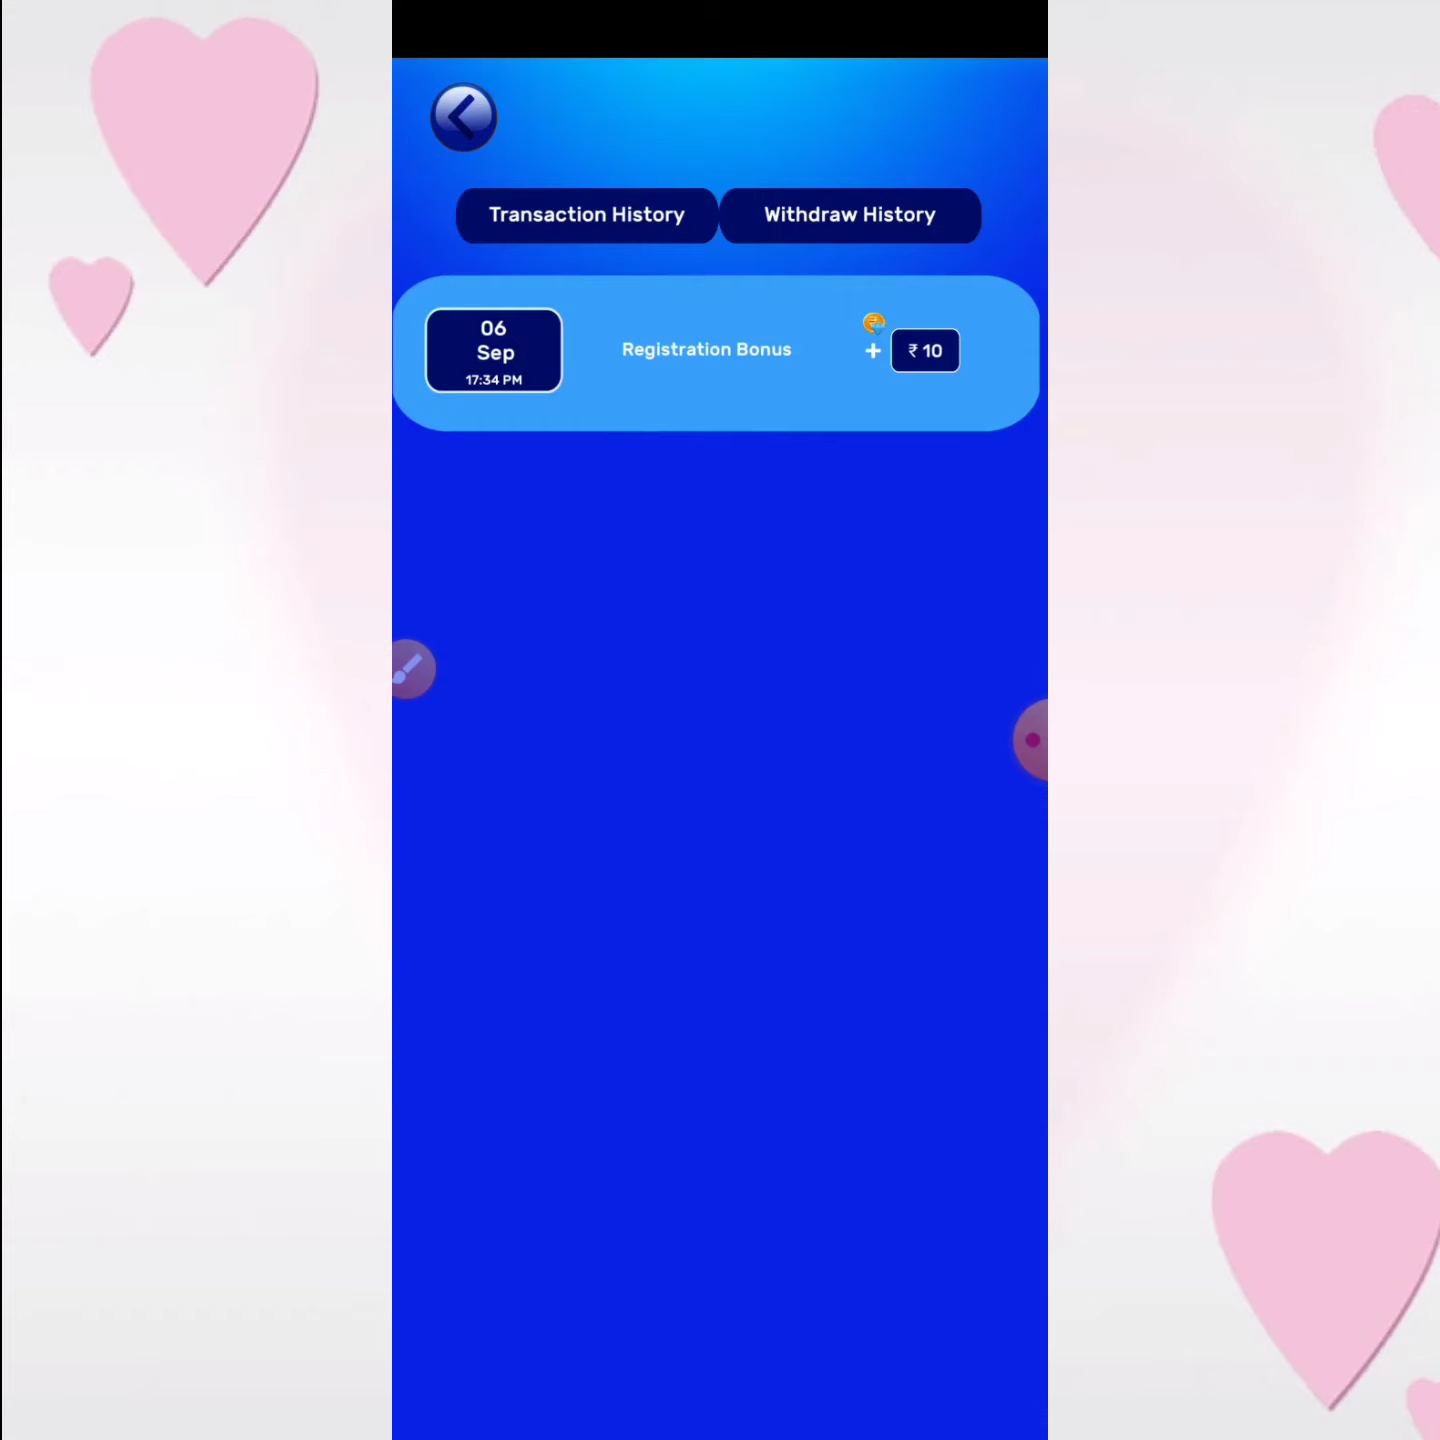 Transaction History
Withdraw History
06
Sep
17:34 PM
Registration Bonus
+ ₹ 10